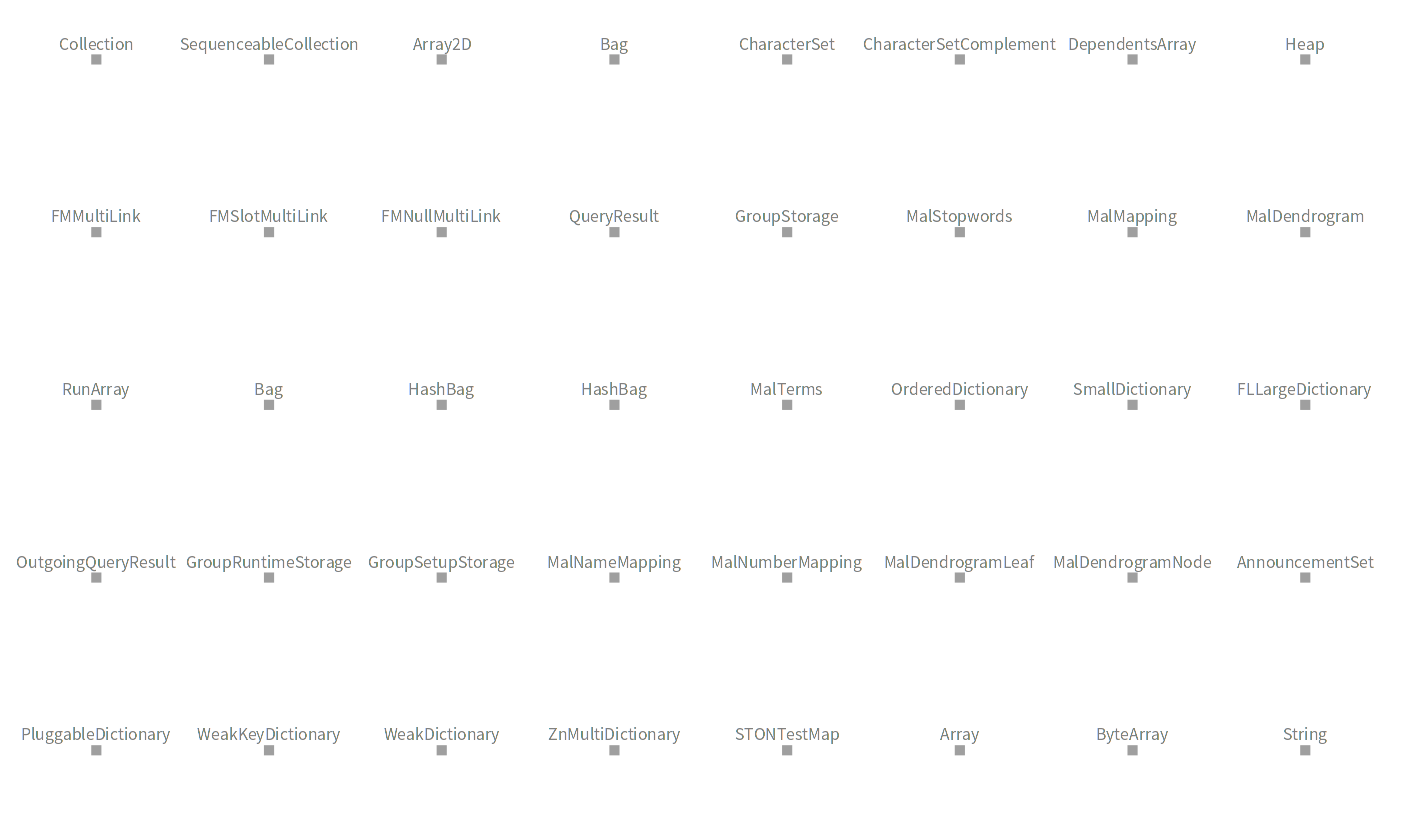 Collection SequenceableCollection Array2D Bag CharacterSet CharacterSetComplement DependentsArray Heap
FMMultiLink FMSlotMultiLink FMNullMultiLink QueryResult GroupStorage MalStopwords MalMapping MalDendrogram
RunArray Bag HashBag HashBag MalTerms OrderedDictionary SmallDictionary FLLargeDictionary
OutgoingQueryResult GroupRuntimeStorage GroupSetupStorage MalNameMapping MalNumberMapping MalDendrogramLeaf MalDendrogramNode AnnouncementSet
PluggableDictionary WeakKeyDictionary WeakDictionary ZnMultiDictionary STONTestMap Array ByteArray String